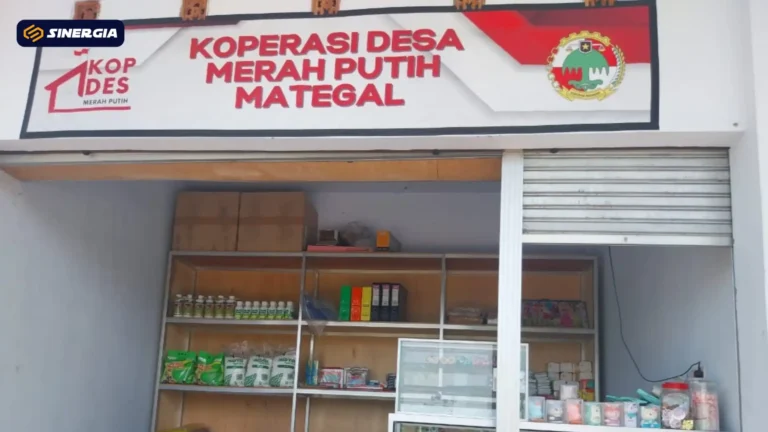 SINERGIA
KOP
DES
MERAH PUTIH
KOPERASI DESA
MERAH PUTIH
MATEGAL